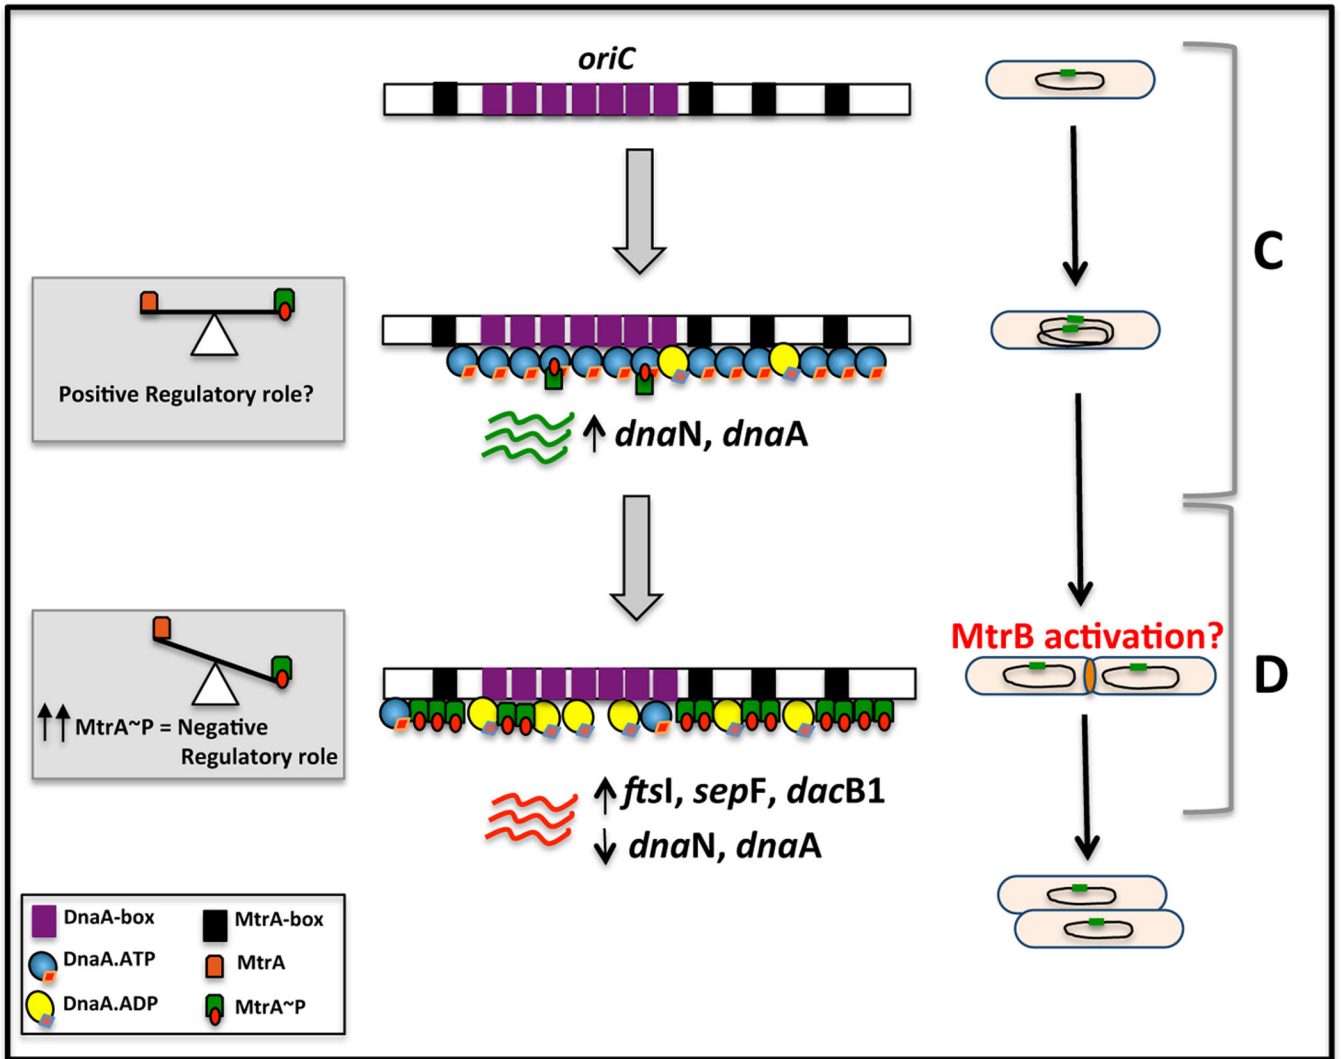 oriC
C
Positive Regulatory role?
dnaN, dnaA
MtrB activation?
D
MtrA~P = Negative
Regulatory role
ftsI, sepF, dacB1
dnaN, dnaA
DnaA-box
MtrA-box
DnaA.ATP
MtrA
DnaA.ADP
MtrA~P